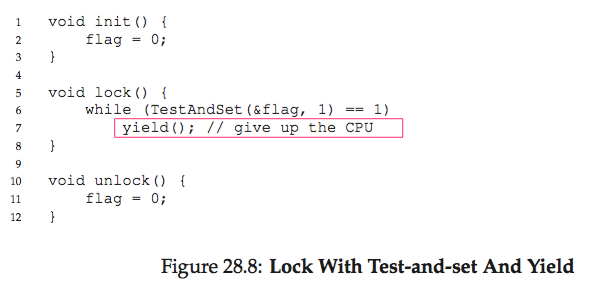 1 void init() {
2 flag = 0;
3 }
4
5 void lock() {
6 while (TestAndSet(&flag, 1) == 1)
7 yield(); // give up the CPU
8 }
9
10 void unlock() {
11 flag = 0;
12 }
Figure 28.8: Lock With Test-and-set And Yield